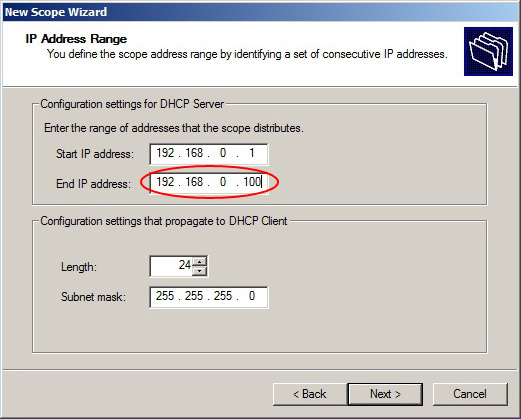 New Scope Wizard
IP Address Range
You define the scope address range by identifying a set of consecutive IP addresses.
Configuration settings for DHCP Server
Enter the range of addresses that the scope distributes.
Start IP address: 192 . 168 . 0 . 1
End IP address: 192 . 168 . 0 . 100
Configuration settings that propagate to DHCP Client
Length: 24
Subnet mask: 255 . 255 . 255 . 0
< Back Next > Cancel